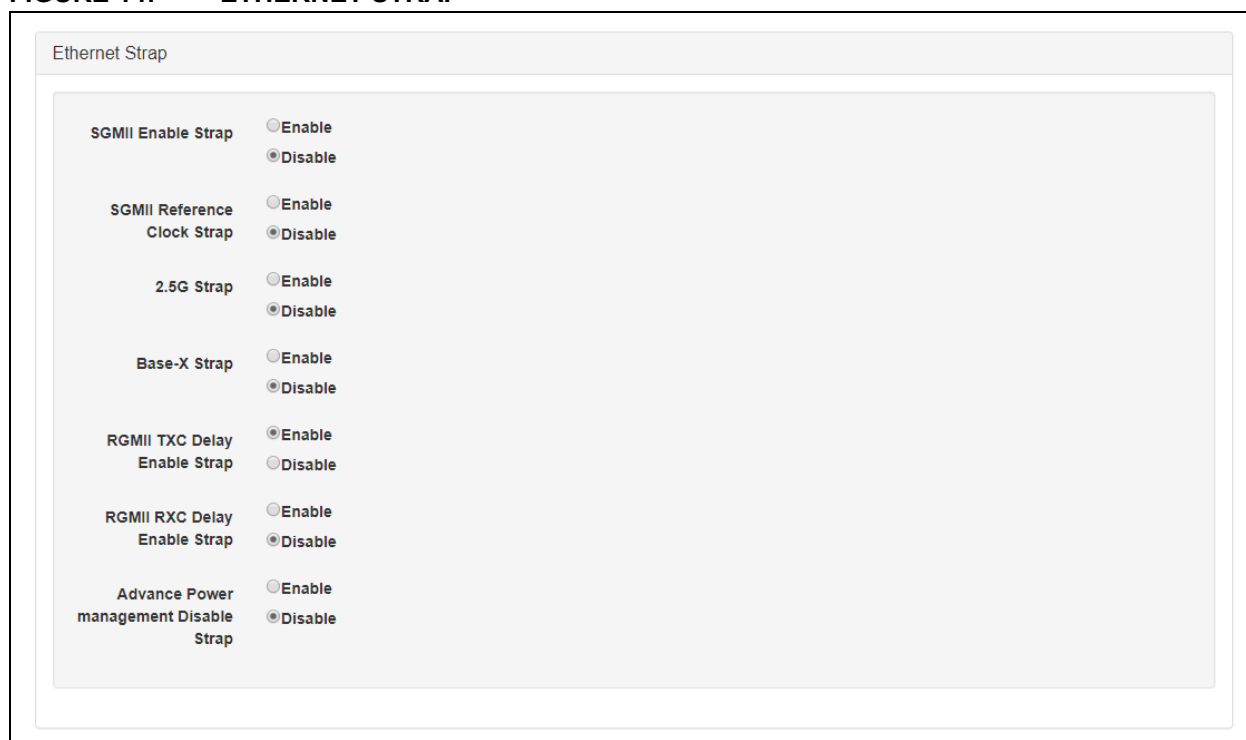 Ethernet Strap
SGMII Enable Strap
Enable
Disable
SGMII Reference
Clock Strap
Enable
Disable
2.5G Strap
Enable
Disable
Base-X Strap
Enable
Disable
RGMII TXC Delay
Enable Strap
Enable
Disable
RGMII RXC Delay
Enable Strap
Enable
Disable
Advance Power
management Disable
Strap
Enable
Disable